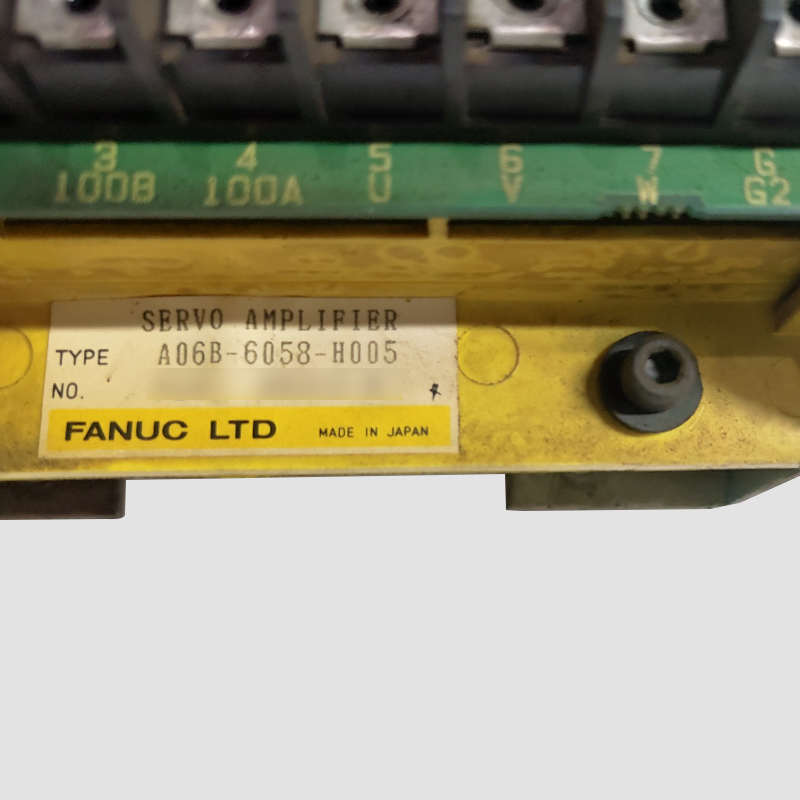 3 4 5 6 7 G
100B 100A U V W G2
SERVO AMPLIFIER
TYPE A06B-6058-H005
NO.
FANUC LTD MADE IN JAPAN